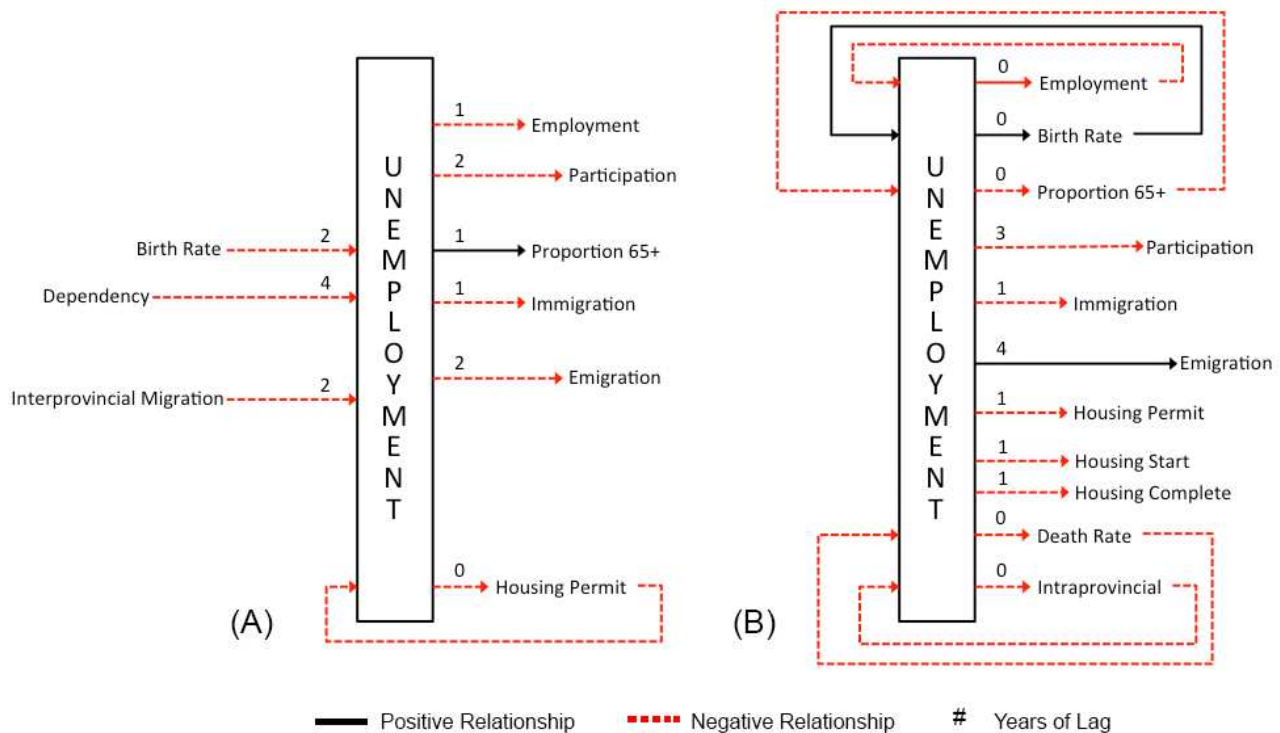 1
Employment
2
Participation
Birth Rate
2
1
Proportion 65+
Dependency
4
1
Immigration
2
Emigration
Interprovincial Migration
2
UNEMPLOYMENT
0
Housing Permit
(A)
0
Employment
0
Birth Rate
0
Proportion 65+
3
Participation
1
Immigration
4
Emigration
1
Housing Permit
1
Housing Start
1
Housing Complete
0
Death Rate
0
Intraprovincial
UNEMPLOYMENT
(B)
Positive Relationship
Negative Relationship
# Years of Lag